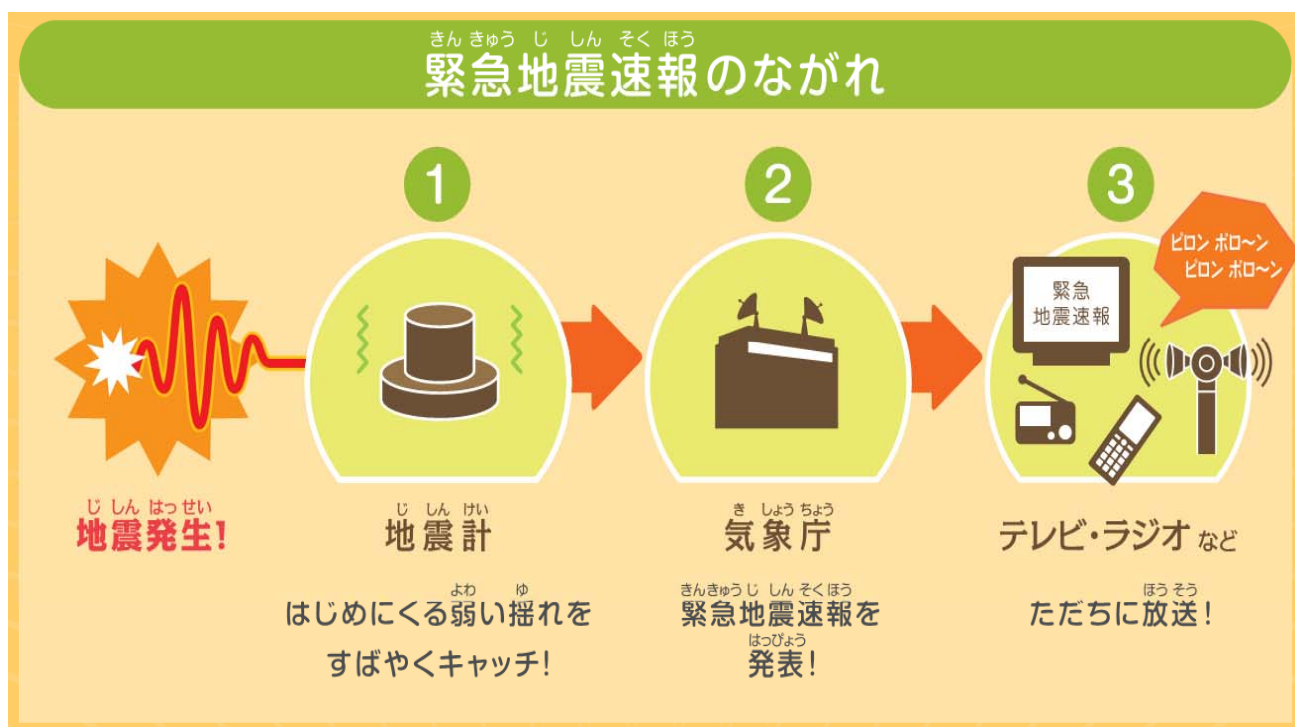 きんきゅうじしんそくほう
緊急地震速報のながれ
1
2
3
ピロン ポロ〜ン
ピロン ポロ〜ン
緊急
地震速報
じしんはっせい
地震発生!
じしんけい
地震計
よわ ゆ
はじめにくる弱い揺れを
すばやくキャッチ!
きしょうちょう
気象庁
きんきゅうじしんそくほう
緊急地震速報を
はっぴょう
発表!
テレビ・ラジオ など
ほうそう
ただちに放送!